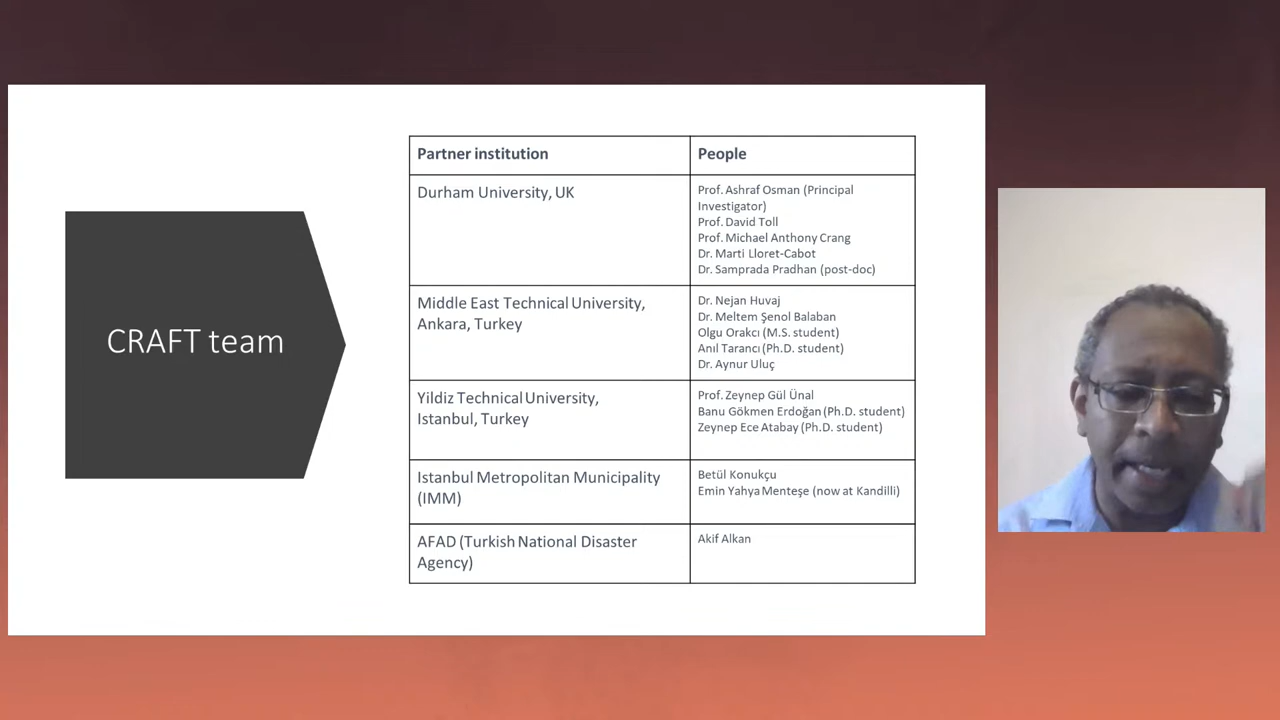 CRAFT team
Partner institution
People
Durham University, UK
Prof. Ashraf Osman (Principal
Investigator)
Prof. David Toll
Prof. Michael Anthony Crang
Dr. Marti Lloret-Cabot
Dr. Samprada Pradhan (post-doc)
Middle East Technical University,
Ankara, Turkey
Dr. Nejan Huvaj
Dr. Meltem Şenol Balaban
Olgu Orakcı (M.S. student)
Anıl Tarancı (Ph.D. student)
Dr. Aynur Uluç
Yildiz Technical University,
Istanbul, Turkey
Prof. Zeynep Gül Ünal
Banu Gökmen Erdoğan (Ph.D. student)
Zeynep Ece Atabay (Ph.D. student)
Istanbul Metropolitan Municipality
(IMM)
Betül Konukçu
Emin Yahya Menteşe (now at Kandilli)
AFAD (Turkish National Disaster
Agency)
Akif Alkan